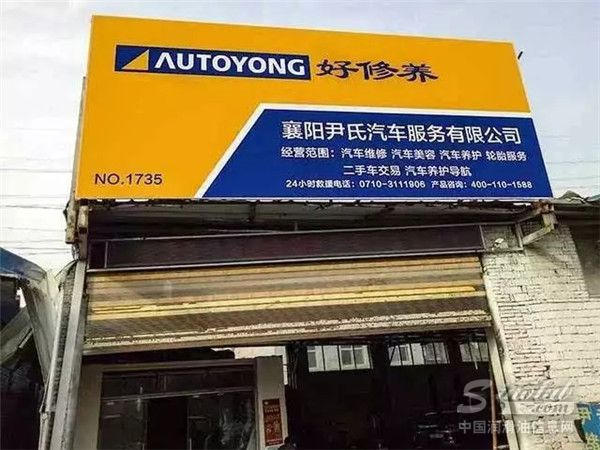 AUTOYONG 好修养
襄阳尹氏汽车服务有限公司
经营范围：汽车维修 汽车美容 汽车养护 轮胎服务
二手车交易 汽车养护导航
NO.1735
24小时救援电话：0710-3111906 产品咨询：400-110-1588
尹
中国润滑油信息网